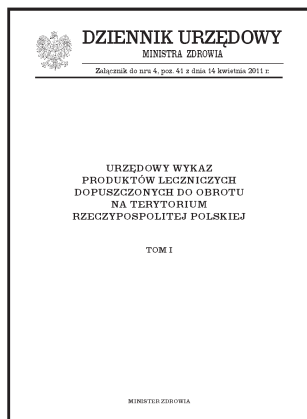 DZIENNIK URZĘDOWY
MINISTRA ZDROWIA
Załącznik do nru 4, poz. 41 z dnia 14 kwietnia 2011 r.
URZĘDOWY WYKAZ
PRODUKTÓW LECZNICZYCH
DOPUSZCZONYCH DO OBROTU
NA TERYTORIUM
RZECZYPOSPOLITEJ POLSKIEJ
TOM I
MINISTER ZDROWIA